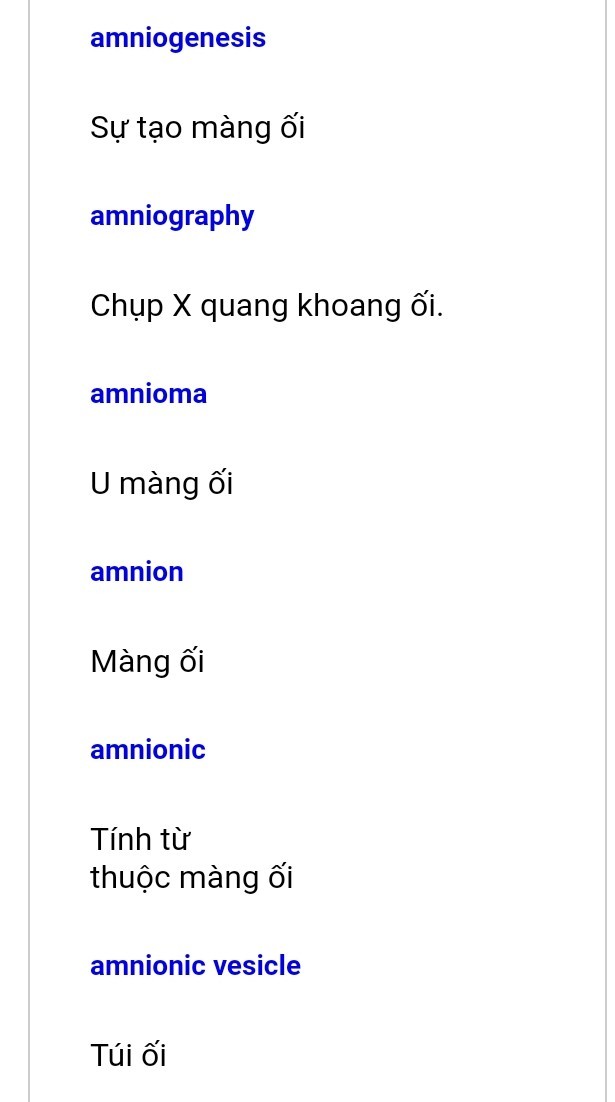 amniogenesis
Sự tạo màng ối
amniography
Chụp X quang khoang ối.
amnioma
U màng ối
amnion
Màng ối
amnionic
Tính từ
thuộc màng ối
amnionic vesicle
Túi ối